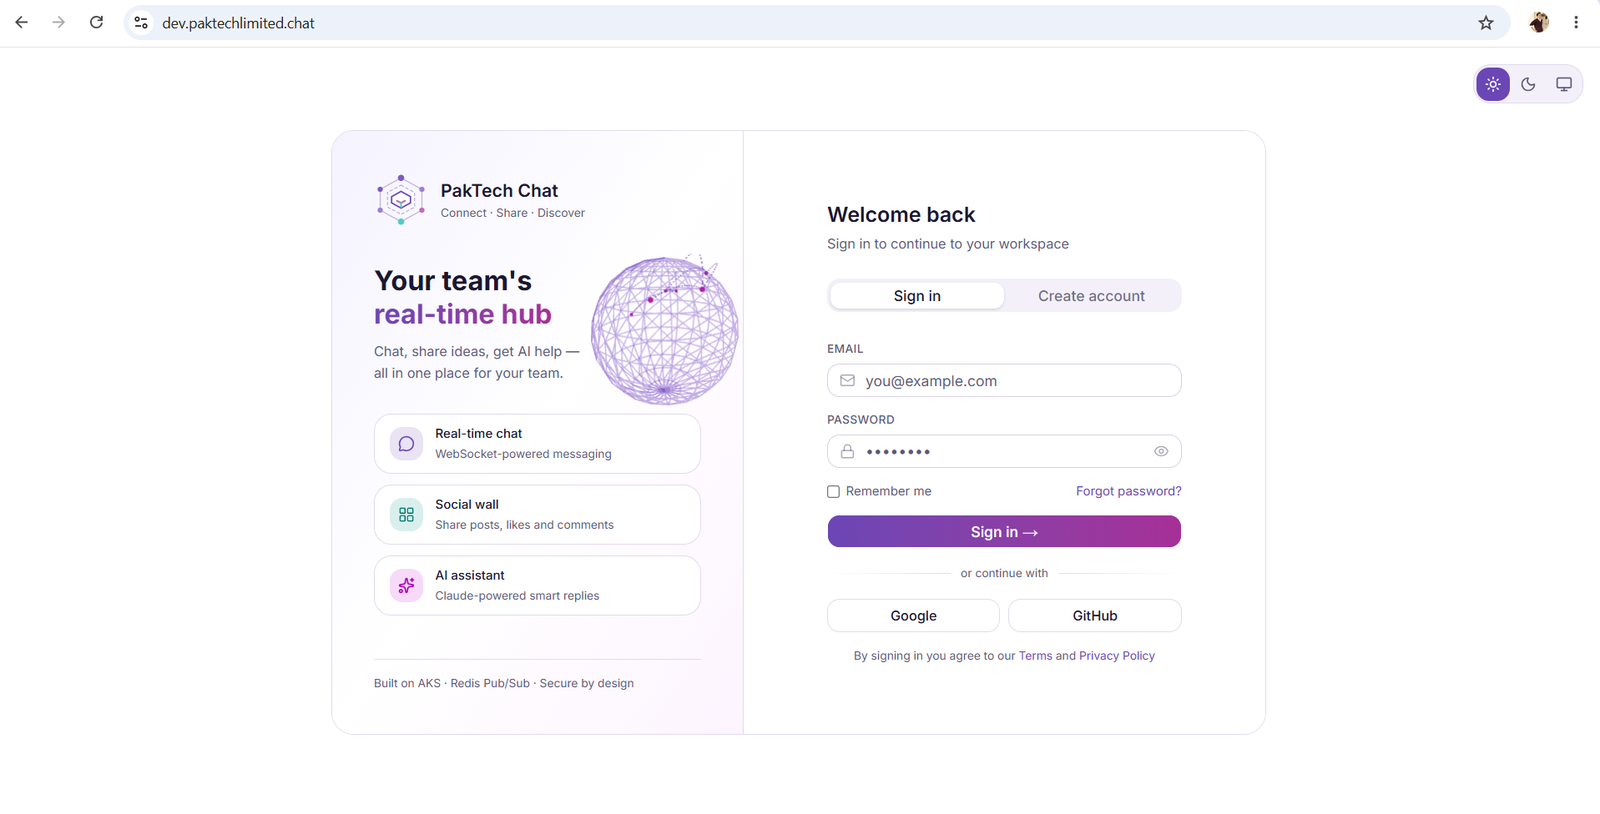 dev.paktechlimited.chat
PakTech Chat
Connect · Share · Discover
Your team's
real-time hub
Chat, share ideas, get AI help —
all in one place for your team.
Real-time chat
WebSocket-powered messaging
Social wall
Share posts, likes and comments
AI assistant
Claude-powered smart replies
Built on AKS · Redis Pub/Sub · Secure by design
Welcome back
Sign in to continue to your workspace
Sign in
Create account
EMAIL
you@example.com
PASSWORD
••••••••
Remember me
Forgot password?
Sign in →
or continue with
Google
GitHub
By signing in you agree to our Terms and Privacy Policy